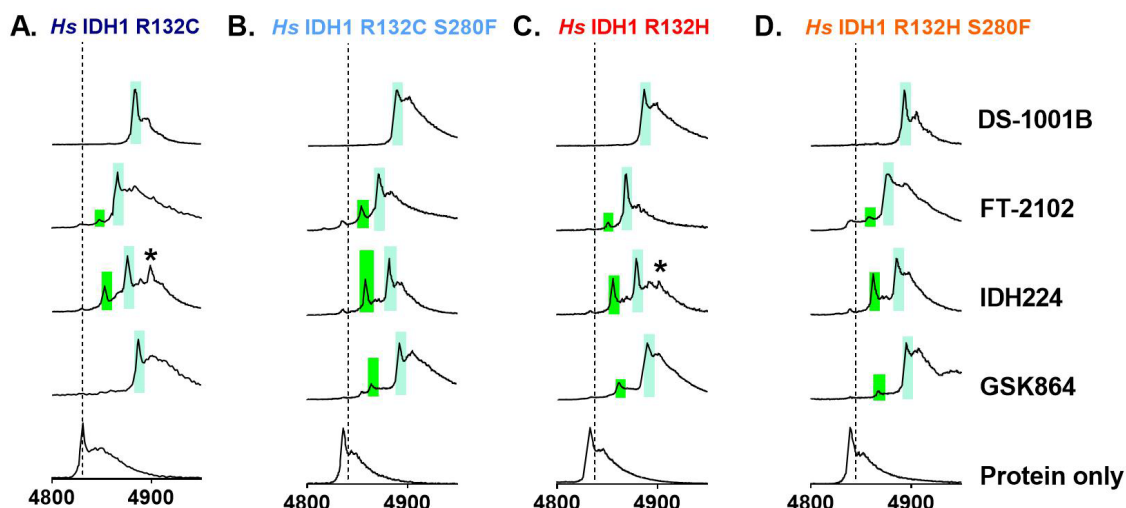 A. Hs IDH1 R132C B. Hs IDH1 R132C S280F C. Hs IDH1 R132H D. Hs IDH1 R132H S280F
DS-1001B
FT-2102
* *
IDH224
GSK864
Protein only
4800 4900 4800 4900 4800 4900 4800 4900